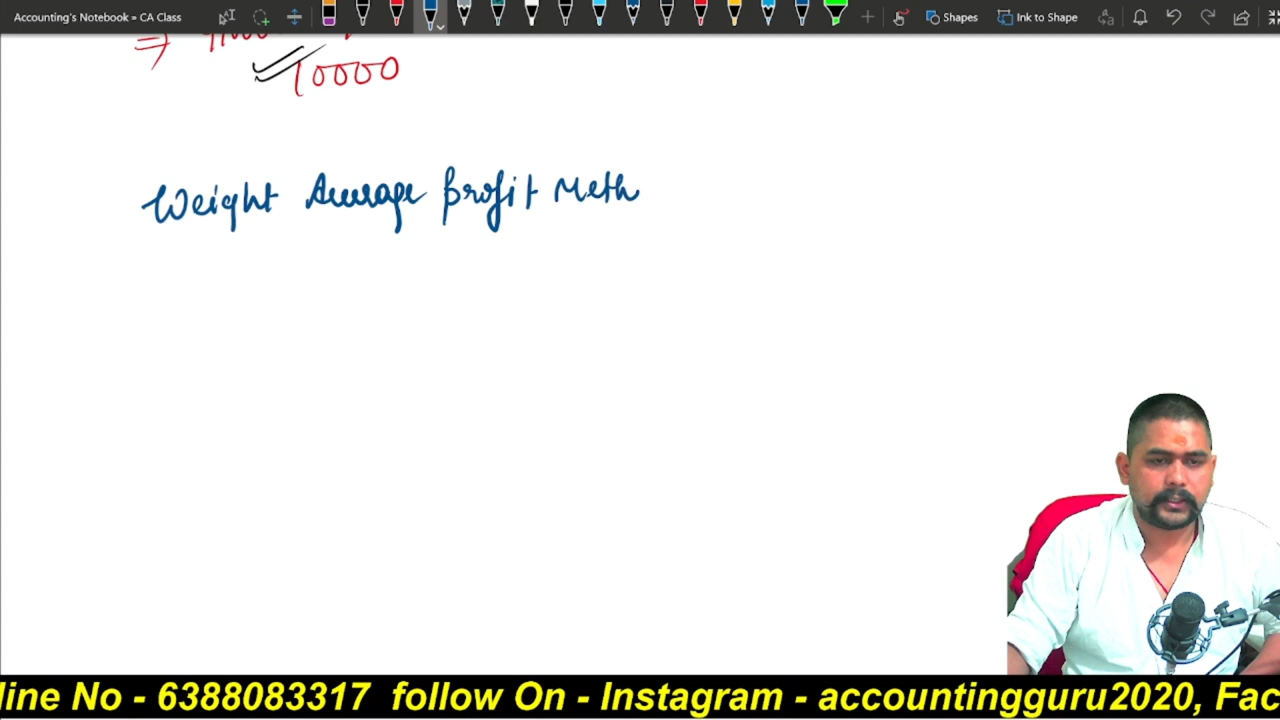 Accounting's Notebook » CA Class
Shapes
Ink to Shape
⇒
10000
Weight Average Profit Meth
line No - 6388083317 follow On - Instagram - accountingguru2020, Fac